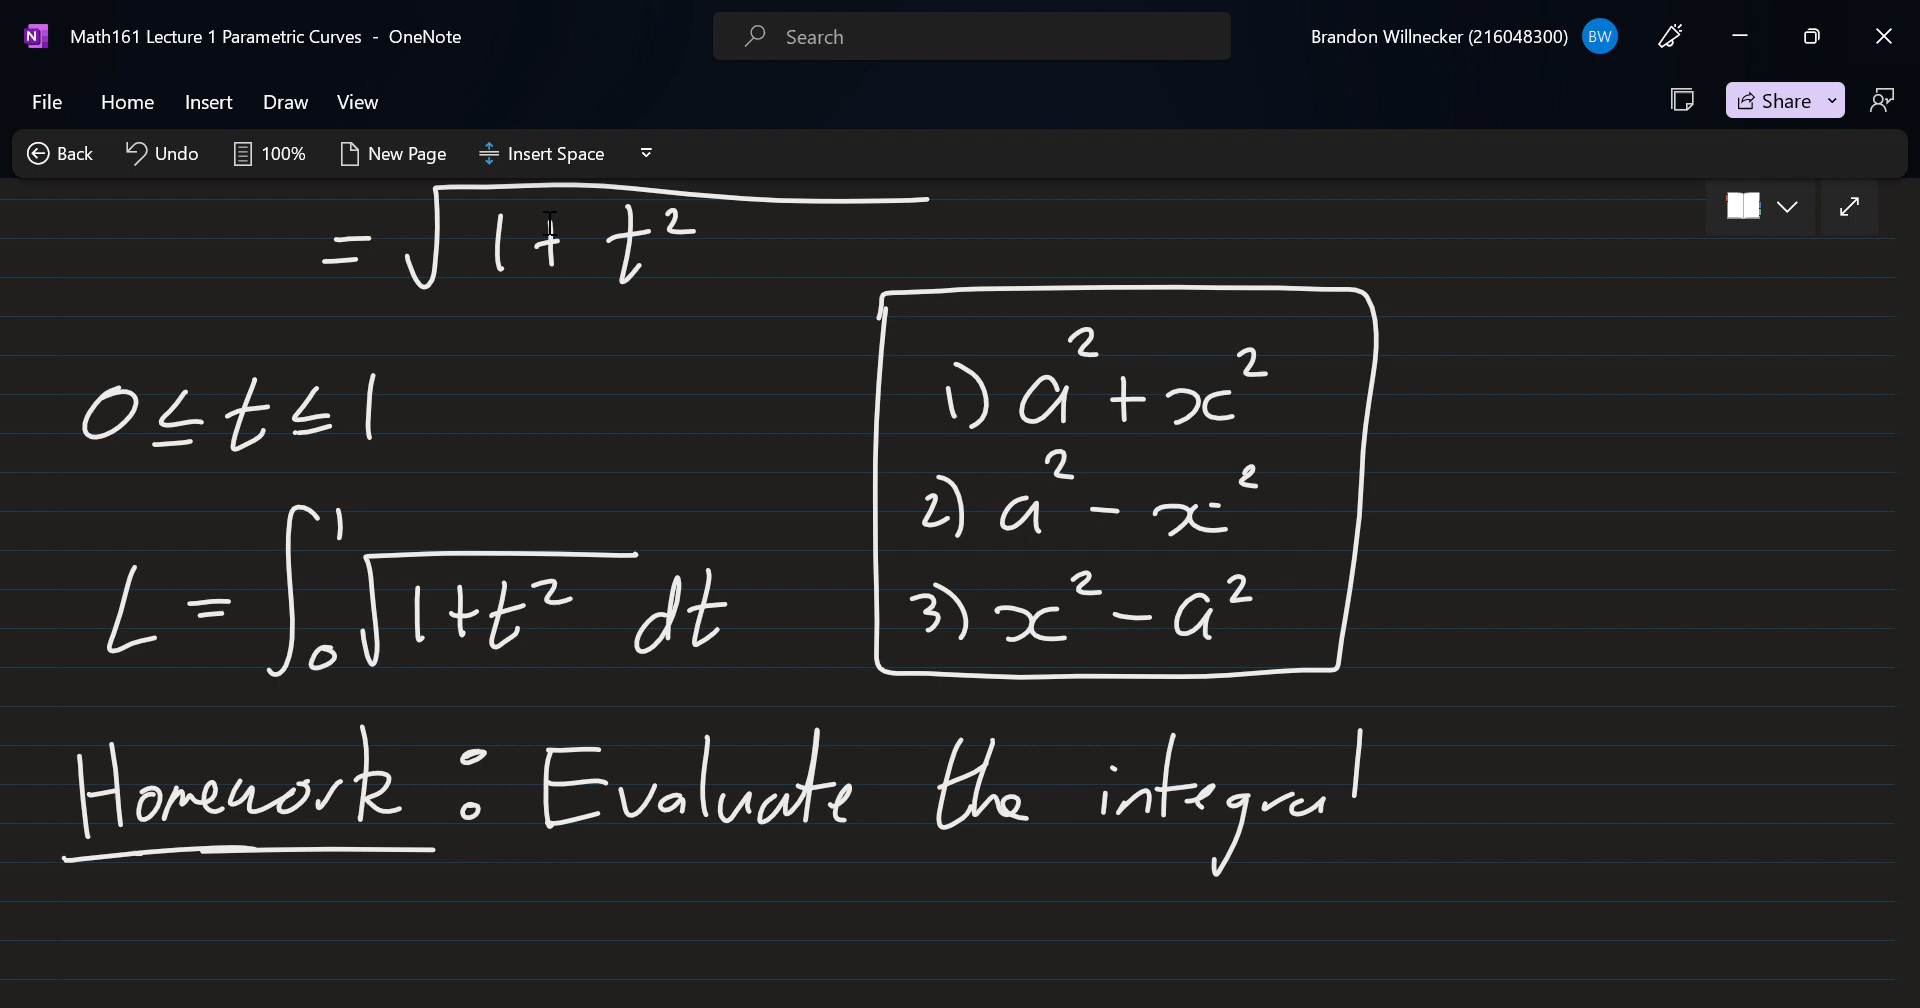 Math161 Lecture 1 Parametric Curves - OneNote
Search
Brandon Willnecker (216048300) BW
File Home Insert Draw View
Share
Back Undo 100% New Page Insert Space
= √(1 + t²)
0 ≤ t ≤ 1
1) a² + x²
2) a² - x²
3) x² - a²
L = ∫₀¹ √(1+t²) dt
Homework : Evaluate the integral